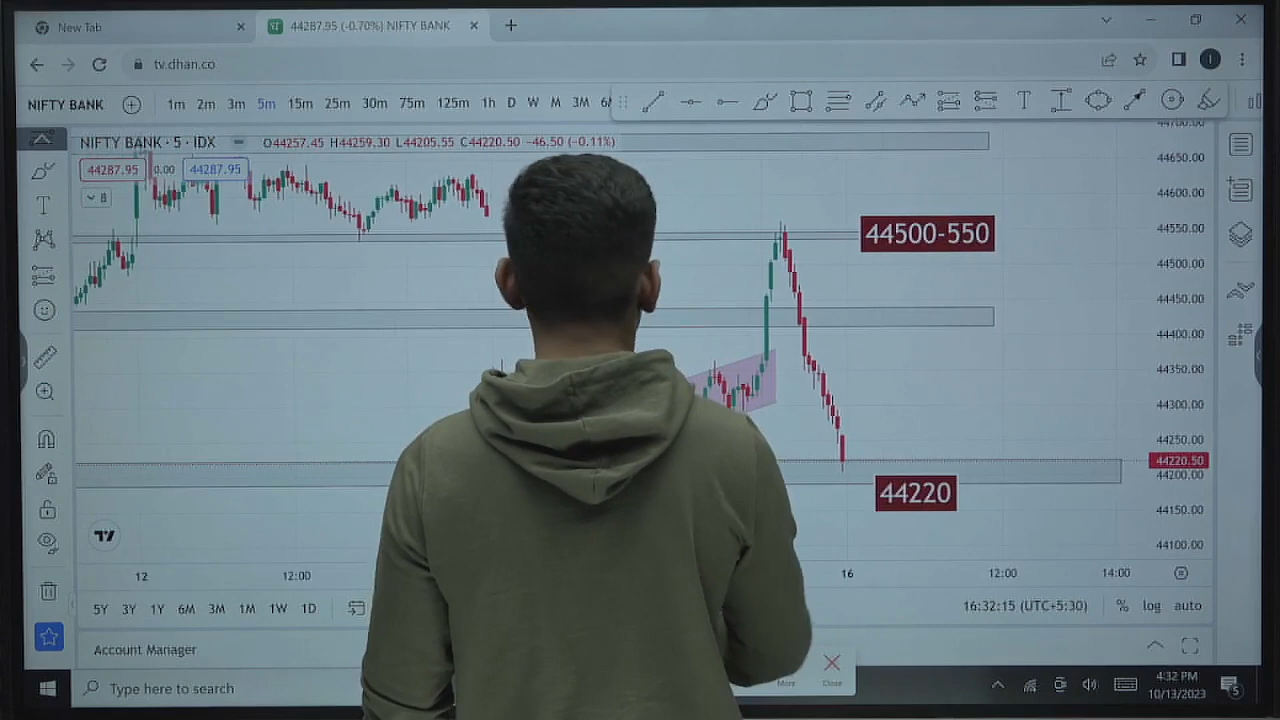 New Tab
44287.95 (-0.70%) NIFTY BANK
tv.dhan.co
NIFTY BANK 1m 2m 3m 5m 15m 25m 30m 75m 125m 1h D W M 3M
NIFTY BANK · 5 · IDX O44257.45 H44259.30 L44205.55 C44220.50 -46.50 (-0.11%)
44287.95 0.00 44287.95
8
44700.00
44650.00
44600.00
44550.00
44500.00
44450.00
44400.00
44350.00
44300.00
44250.00
44220.50
44200.00
44150.00
44100.00
44500-550
44220
12 12:00 16 12:00 14:00
5Y 3Y 1Y 6M 3M 1M 1W 1D
16:32:15 (UTC+5:30) % log auto
Account Manager
More Close
Type here to search
4:32 PM
10/13/2023
5